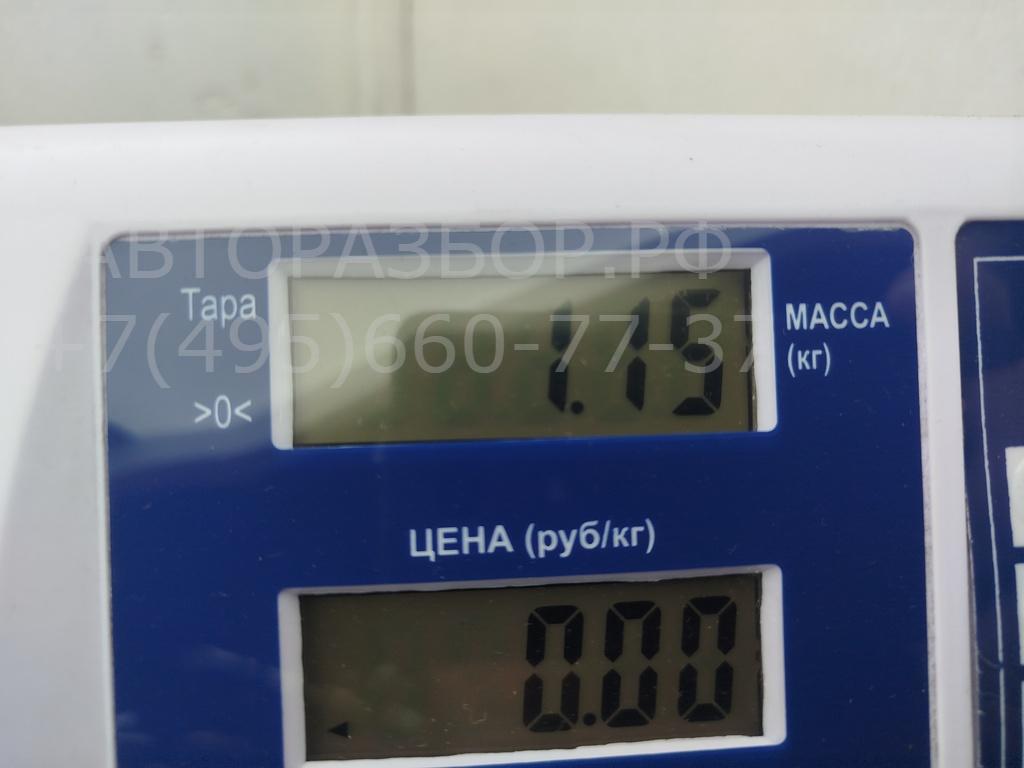 АВТОРАЗБОР.РФ
+7(495)660-77-37
Тара
>0<
1.15
МАССА
(кг)
ЦЕНА (руб/кг)
0.00